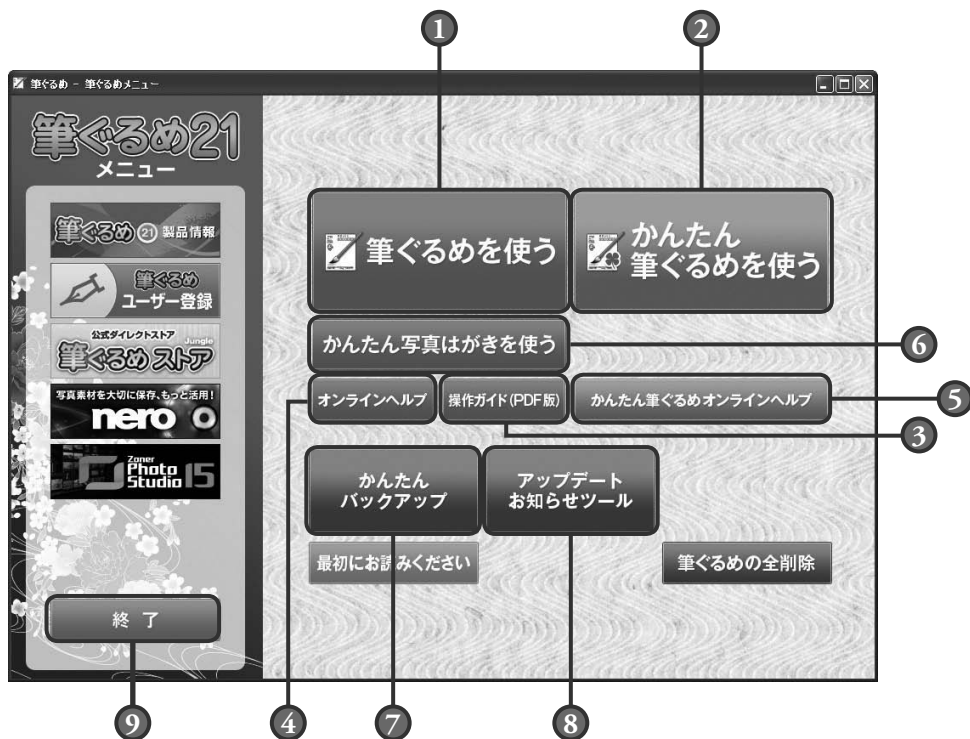 1
2
筆ぐるめ - 筆ぐるめメニュー
筆ぐるめ21
メニュー
筆ぐるめ 21 製品情報
筆ぐるめ
ユーザー登録
公式ダイレクトストア
Jungle
筆ぐるめストア
写真素材を大切に保存、もっと活用!
nero
Zoner
Photo
Studio 15
終了
筆ぐるめを使う
かんたん
筆ぐるめを使う
かんたん写真はがきを使う
6
オンラインヘルプ
操作ガイド(PDF版)
かんたん筆ぐるめオンラインヘルプ
5
3
かんたん
バックアップ
アップデート
お知らせツール
最初にお読みください
筆ぐるめの全削除
9
4
7
8